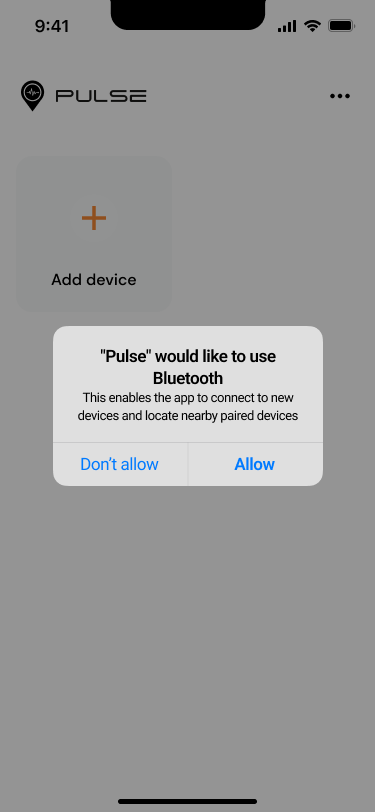 9:41
PULSE
Add device
"Pulse" would like to use
Bluetooth
This enables the app to connect to new
devices and locate nearby paired devices
Don’t allow
Allow